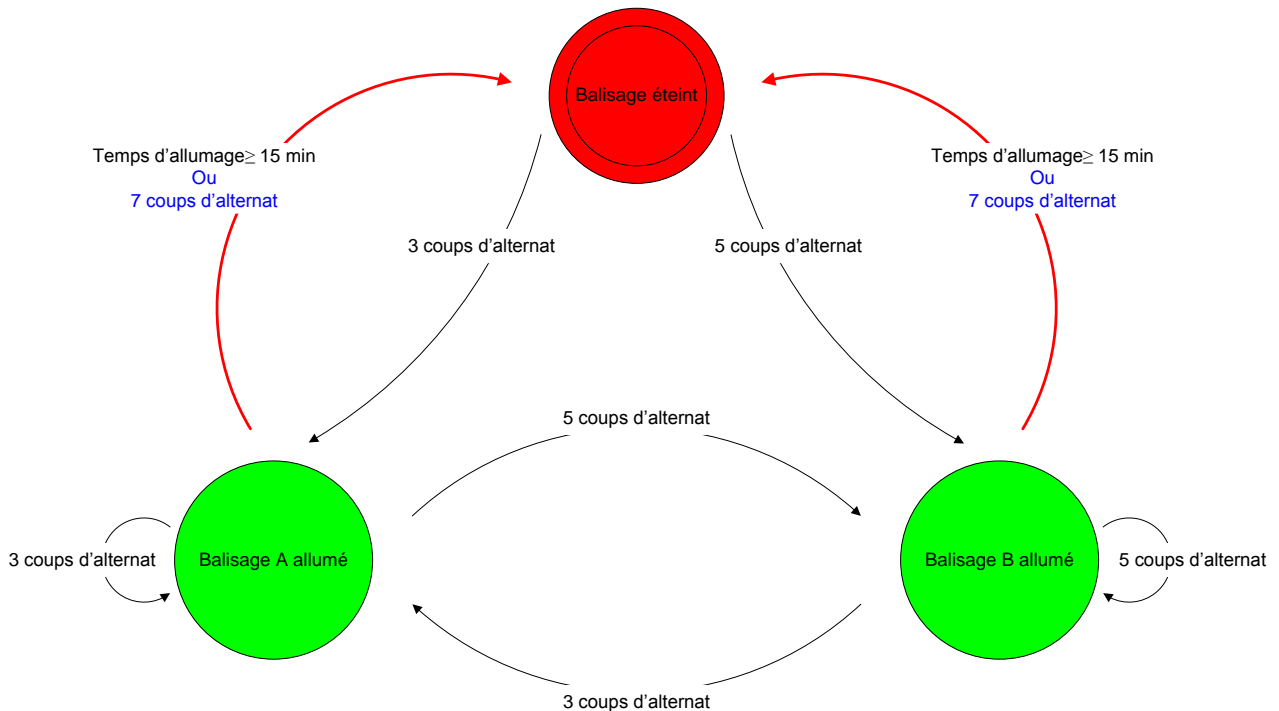 Balisage éteint
Temps d'allumage≥ 15 min
Ou
7 coups d'alternat
Temps d'allumage≥ 15 min
Ou
7 coups d'alternat
3 coups d'alternat
5 coups d'alternat
5 coups d'alternat
3 coups d'alternat
Balisage A allumé
Balisage B allumé
5 coups d'alternat
3 coups d'alternat